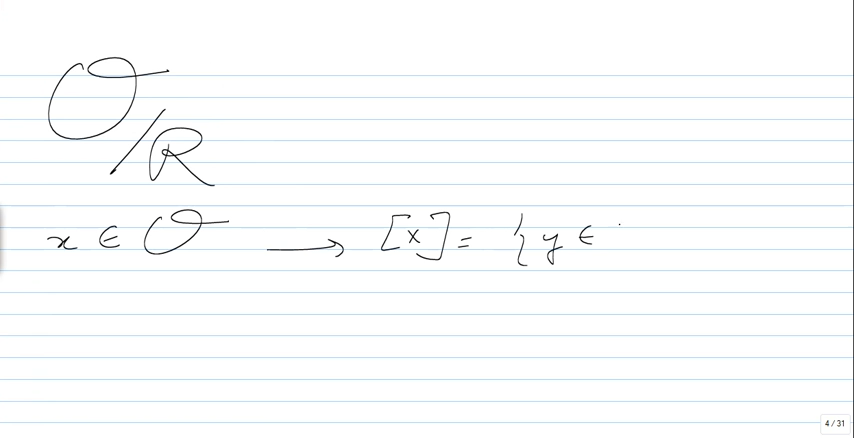 𝒪/R
x ∈ 𝒪 ⟶ [x] = { y ∈
4 / 31